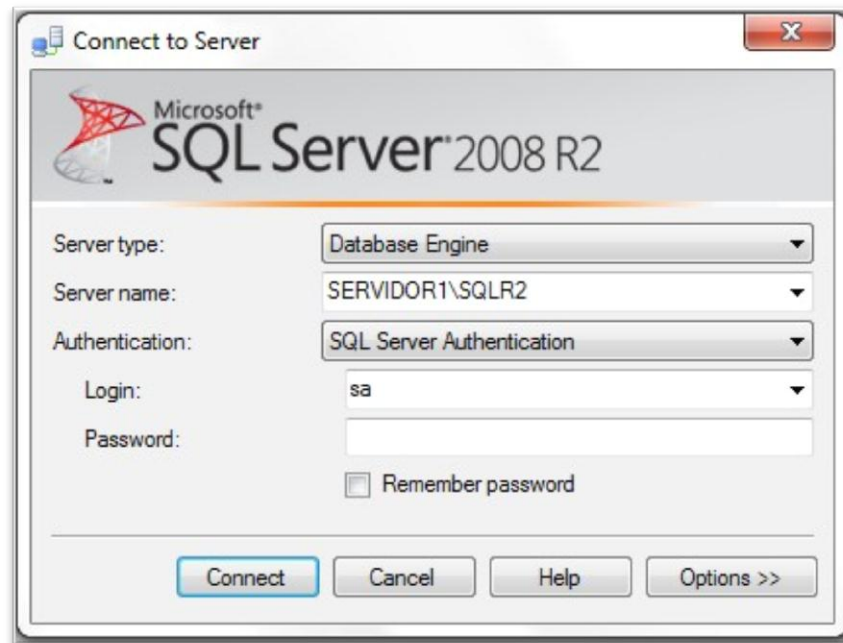 Connect to Server
Microsoft®
SQL Server® 2008 R2
Server type: Database Engine
Server name: SERVIDOR1\SQLR2
Authentication: SQL Server Authentication
Login: sa
Password:
Remember password
Connect Cancel Help Options >>